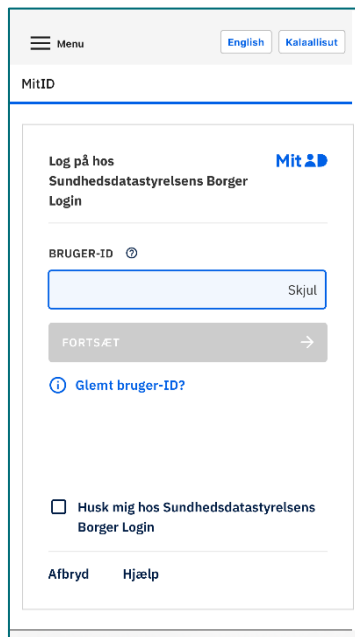 Menu
English
Kalaallisut
MitID
Log på hos
Sundhedsdatastyrelsens Borger
Login
Mit
BRUGER-ID
Skjul
FORTSÆT
Glemt bruger-ID?
Husk mig hos Sundhedsdatastyrelsens
Borger Login
Afbryd Hjælp